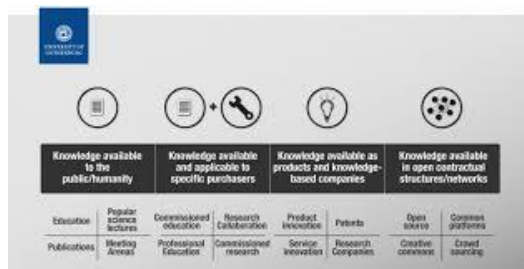 UNIVERSITY OF
GOTHENBURG
+
Knowledge available
to the
public/humanity
Knowledge available
and applicable to
specific purchasers
Knowledge available as
products and knowledge-
based companies
Knowledge available
in open contractual
structures/networks
Education
Popular
science
lectures
Publications
Meeting
Arenas
Commissioned
education
Research
Collaboration
Professional
Education
Commissioned
research
Product
innovation
Patents
Service
innovation
Research
Companies
Open
source
Common
platforms
Creative
commons
Crowd
sourcing